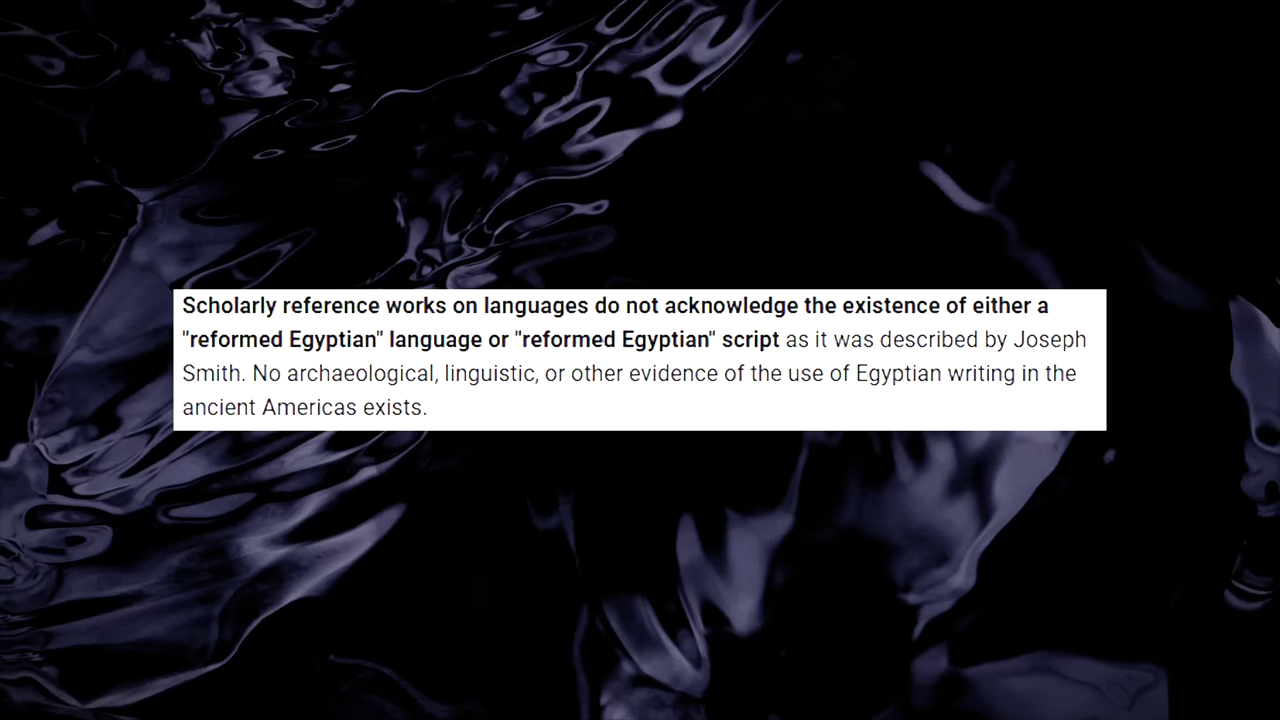 Scholarly reference works on languages do not acknowledge the existence of either a
"reformed Egyptian" language or "reformed Egyptian" script as it was described by Joseph
Smith. No archaeological, linguistic, or other evidence of the use of Egyptian writing in the
ancient Americas exists.